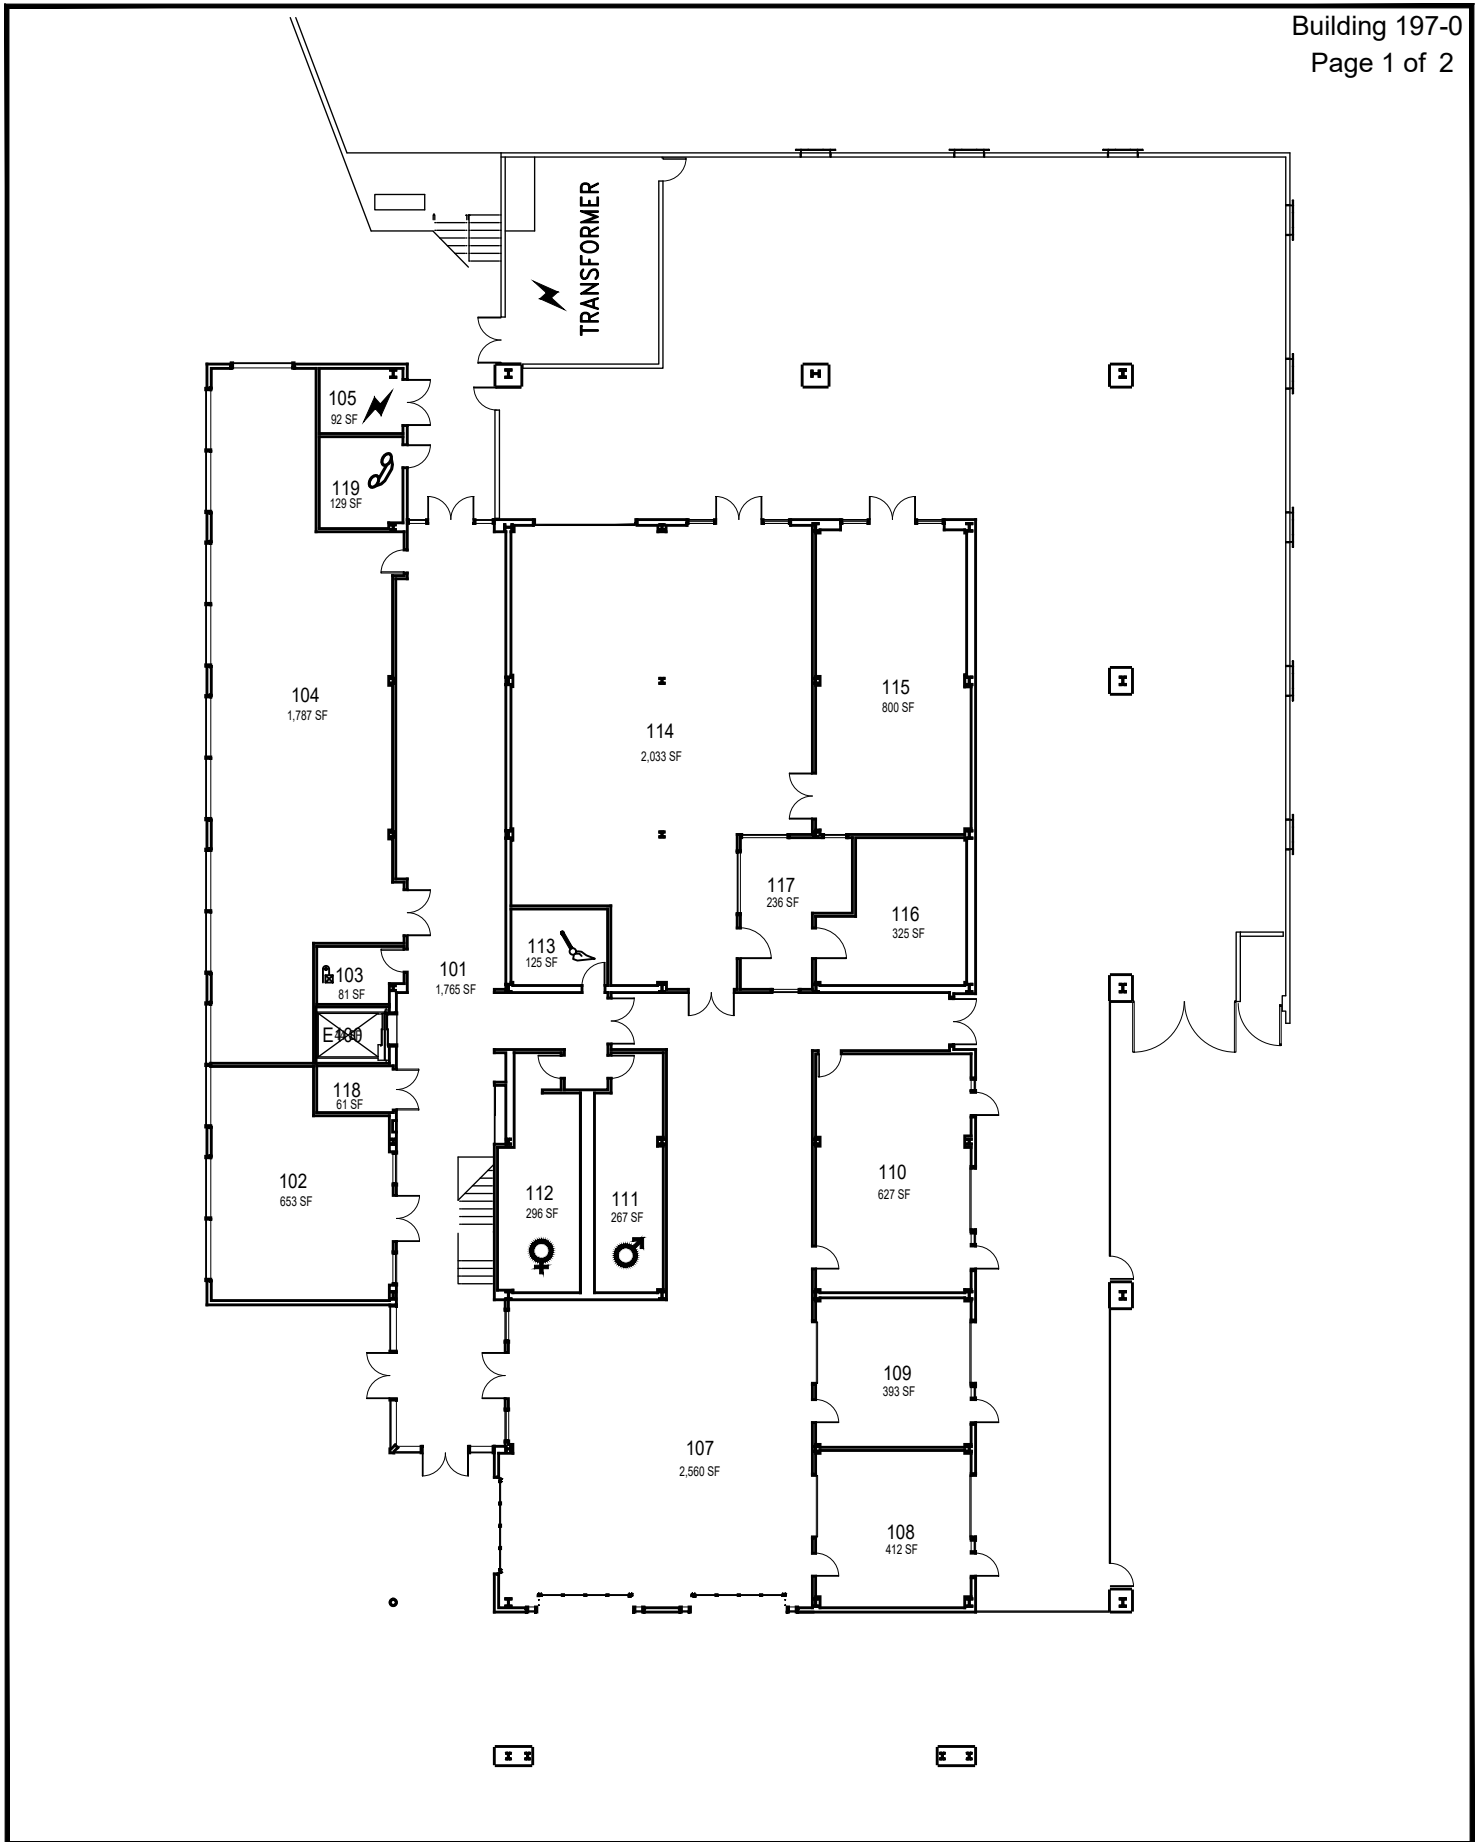 Building 197-0
Page 1 of 2
TRANSFORMER
105
92 SF
119
129 SF
104
1,787 SF
114
2,033 SF
115
800 SF
117
236 SF
116
325 SF
113
125 SF
103
81 SF
101
1,765 SF
118
61 SF
102
653 SF
112
296 SF
111
267 SF
110
627 SF
109
393 SF
107
2,560 SF
108
412 SF